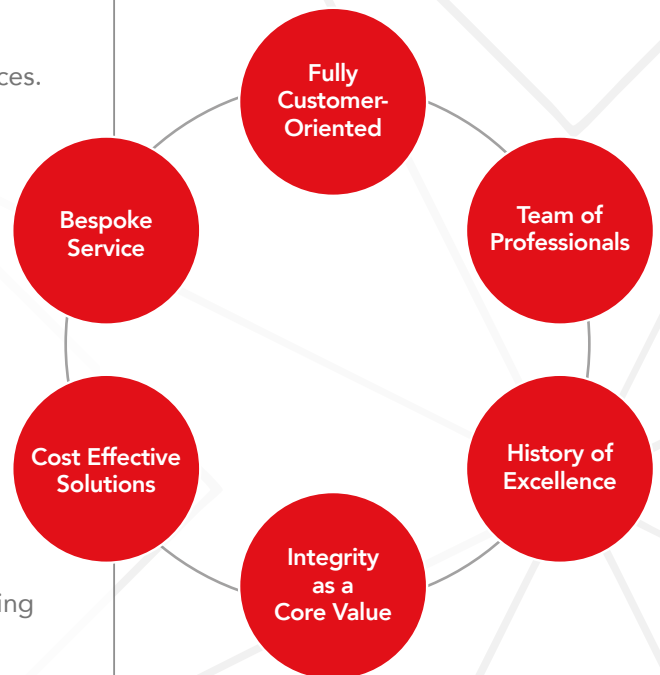 ces.
Fully
Customer-
Oriented
Team of
Professionals
History of
Excellence
Integrity
as a
Core Value
Cost Effective
Solutions
Bespoke
Service
ing